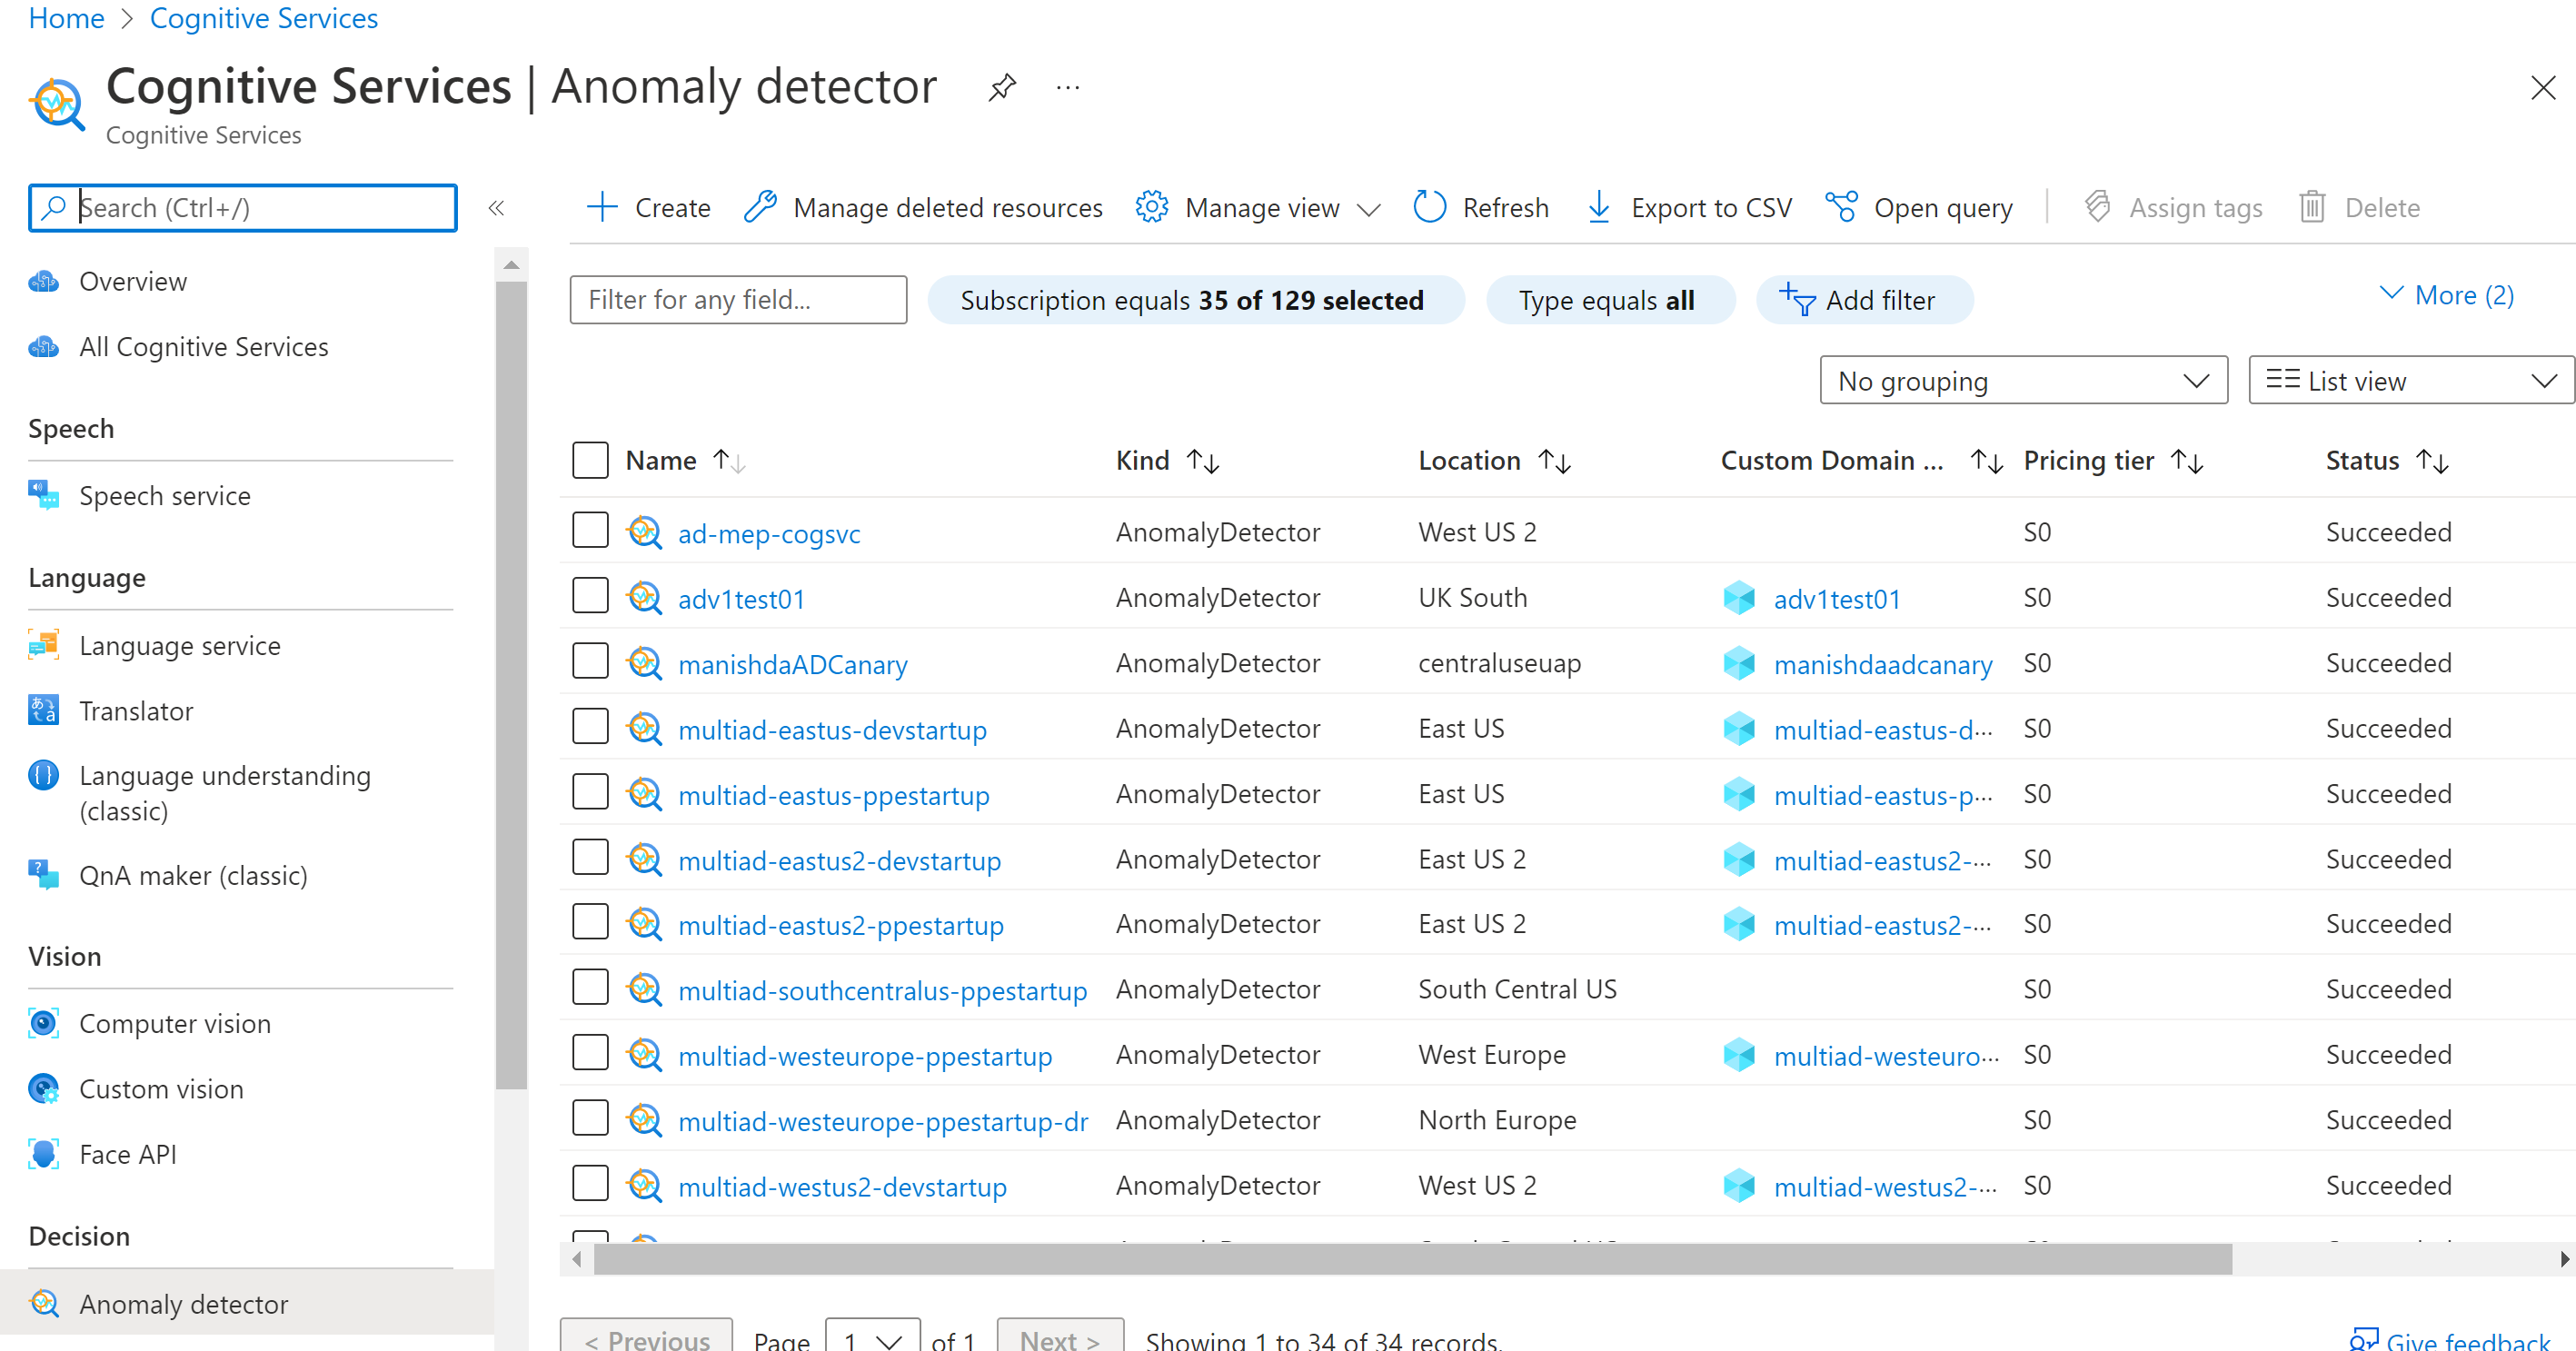 Home > Cognitive Services
Cognitive Services | Anomaly detector ...
Cognitive Services
Search (Ctrl+/)
«
Overview
All Cognitive Services
Speech
Speech service
Language
Language service
Translator
Language understanding
(classic)
QnA maker (classic)
Vision
Computer vision
Custom vision
Face API
Decision
Anomaly detector
Create Manage deleted resources Manage view Refresh Export to CSV Open query Assign tags Delete
Filter for any field... Subscription equals 35 of 129 selected Type equals all Add filter More (2)
No grouping List view
Name Kind Location Custom Domain ... Pricing tier Status
ad-mep-cogsvc AnomalyDetector West US 2 S0 Succeeded
adv1test01 AnomalyDetector UK South adv1test01 S0 Succeeded
manishdaADCanary AnomalyDetector centraluseuap manishdaadcanary S0 Succeeded
multiad-eastus-devstartup AnomalyDetector East US multiad-eastus-d... S0 Succeeded
multiad-eastus-ppestartup AnomalyDetector East US multiad-eastus-p... S0 Succeeded
multiad-eastus2-devstartup AnomalyDetector East US 2 multiad-eastus2-... S0 Succeeded
multiad-eastus2-ppestartup AnomalyDetector East US 2 multiad-eastus2-... S0 Succeeded
multiad-southcentralus-ppestartup AnomalyDetector South Central US S0 Succeeded
multiad-westeurope-ppestartup AnomalyDetector West Europe multiad-westeuro... S0 Succeeded
multiad-westeurope-ppestartup-dr AnomalyDetector North Europe S0 Succeeded
multiad-westus2-devstartup AnomalyDetector West US 2 multiad-westus2-... S0 Succeeded
< Previous Page 1 of 1 Next > Showing 1 to 34 of 34 records. Give feedback